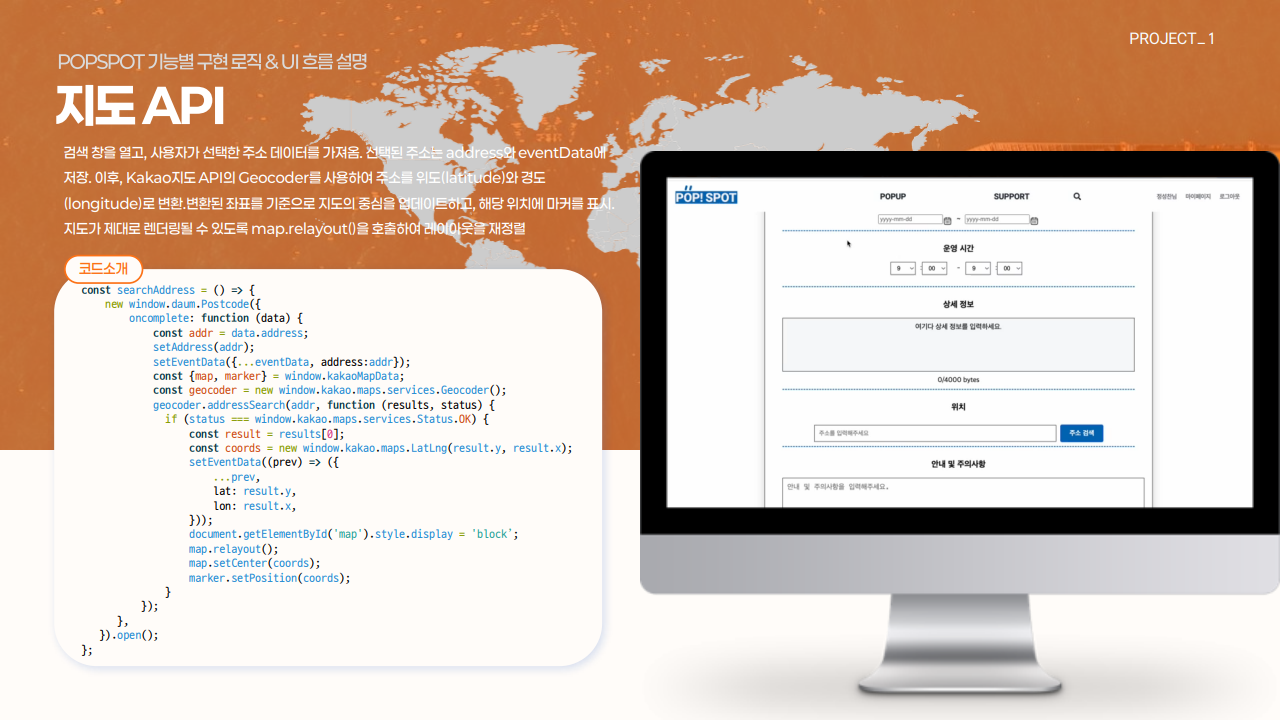 PROJECT_ 1
POPSPOT 기능별 구현 로직 & UI 흐름 설명
지도 API
검색 창을 열고, 사용자가 선택한 주소 데이터를 가져옴. 선택된 주소는 address와 eventData에
저장. 이후, Kakao지도 API의 Geocoder를 사용하여 주소를 위도(latitude)와 경도
(longitude)로 변환.변환된 좌표를 기준으로 지도의 중심을 업데이트하고, 해당 위치에 마커를 표시.
지도가 제대로 렌더링될 수 있도록 map.relayout()을 호출하여 레이아웃을 재정렬
코드소개
const searchAddress = () => {
new window.daum.Postcode({
oncomplete: function (data) {
const addr = data.address;
setAddress(addr);
setEventData({...eventData, address:addr});
const {map, marker} = window.kakaoMapData;
const geocoder = new window.kakao.maps.services.Geocoder();
geocoder.addressSearch(addr, function (results, status) {
if (status === window.kakao.maps.services.Status.OK) {
const result = results[0];
const coords = new window.kakao.maps.LatLng(result.y, result.x);
setEventData((prev) => ({
...prev,
lat: result.y,
lon: result.x,
}));
document.getElementById('map').style.display = 'block';
map.relayout();
map.setCenter(coords);
marker.setPosition(coords);
}
});
},
}).open();
};
POP! SPOT
POPUP
SUPPORT
장성찬님 마이페이지 로그아웃
yyyy-mm-dd ~ yyyy-mm-dd
운영 시간
9 : 00 ~ 9 : 00
상세 정보
여기다 상세 정보를 입력하세요.
0/4000 bytes
위치
주소를 입력해주세요 주소 검색
안내 및 주의사항
안내 및 주의사항을 입력해주세요.